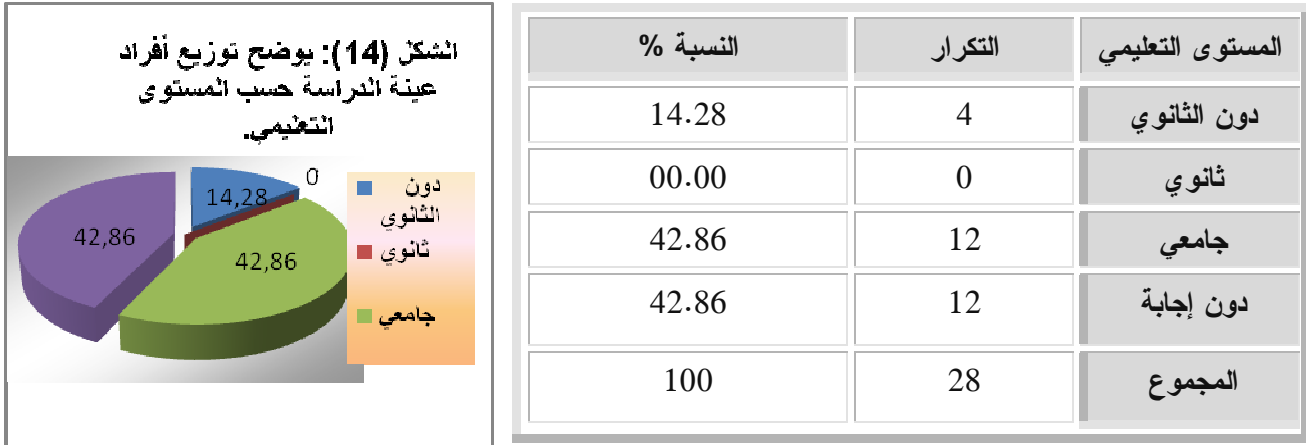 الشكل (14): يوضح توزيع أفراد
عينة الدراسة حسب المستوى
التعليمي.
0
14,28
42,86
42,86
دون
الثانوي
ثانوي
جامعي
المستوى التعليمي التكرار النسبة %
دون الثانوي 4 14.28
ثانوي 0 00.00
جامعي 12 42.86
دون إجابة 12 42.86
المجموع 28 100